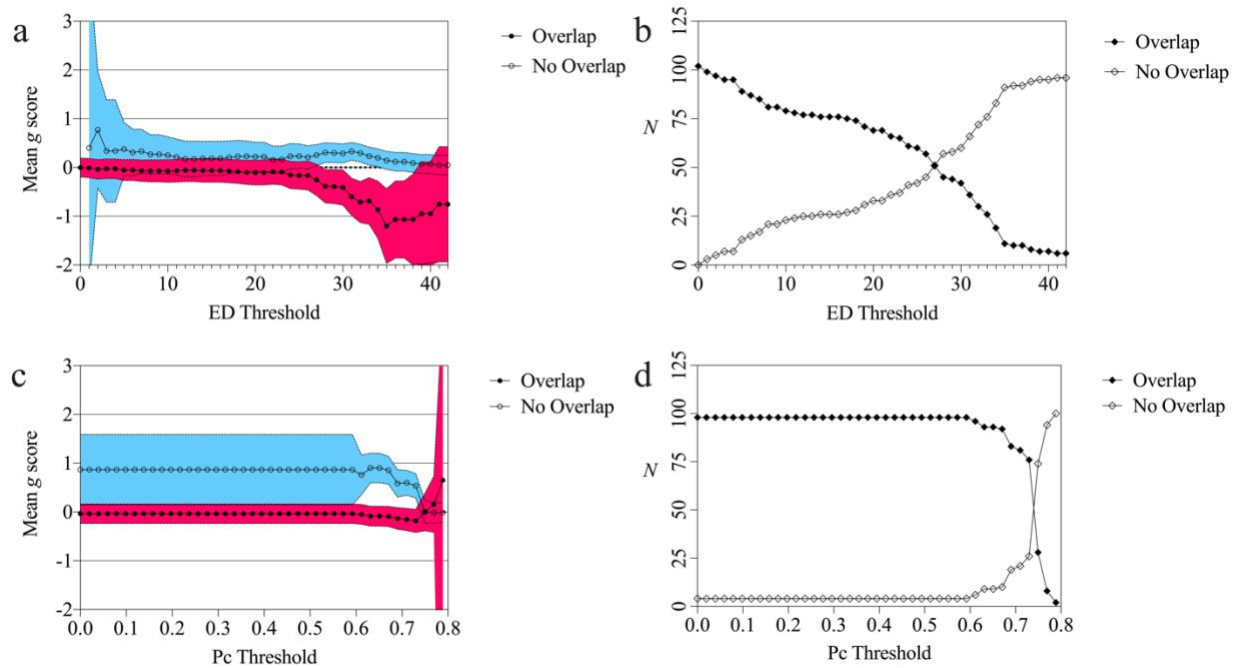 a
Mean g score
3
2
1
0
-1
-2
0 10 20 30 40
ED Threshold
Overlap
No Overlap
b
N
125
100
75
50
25
0
0 10 20 30 40
ED Threshold
Overlap
No Overlap
c
Mean g score
3
2
1
0
-1
-2
0.0 0.1 0.2 0.3 0.4 0.5 0.6 0.7 0.8
Pc Threshold
Overlap
No Overlap
d
N
125
100
75
50
25
0
0.0 0.1 0.2 0.3 0.4 0.5 0.6 0.7 0.8
Pc Threshold
Overlap
No Overlap